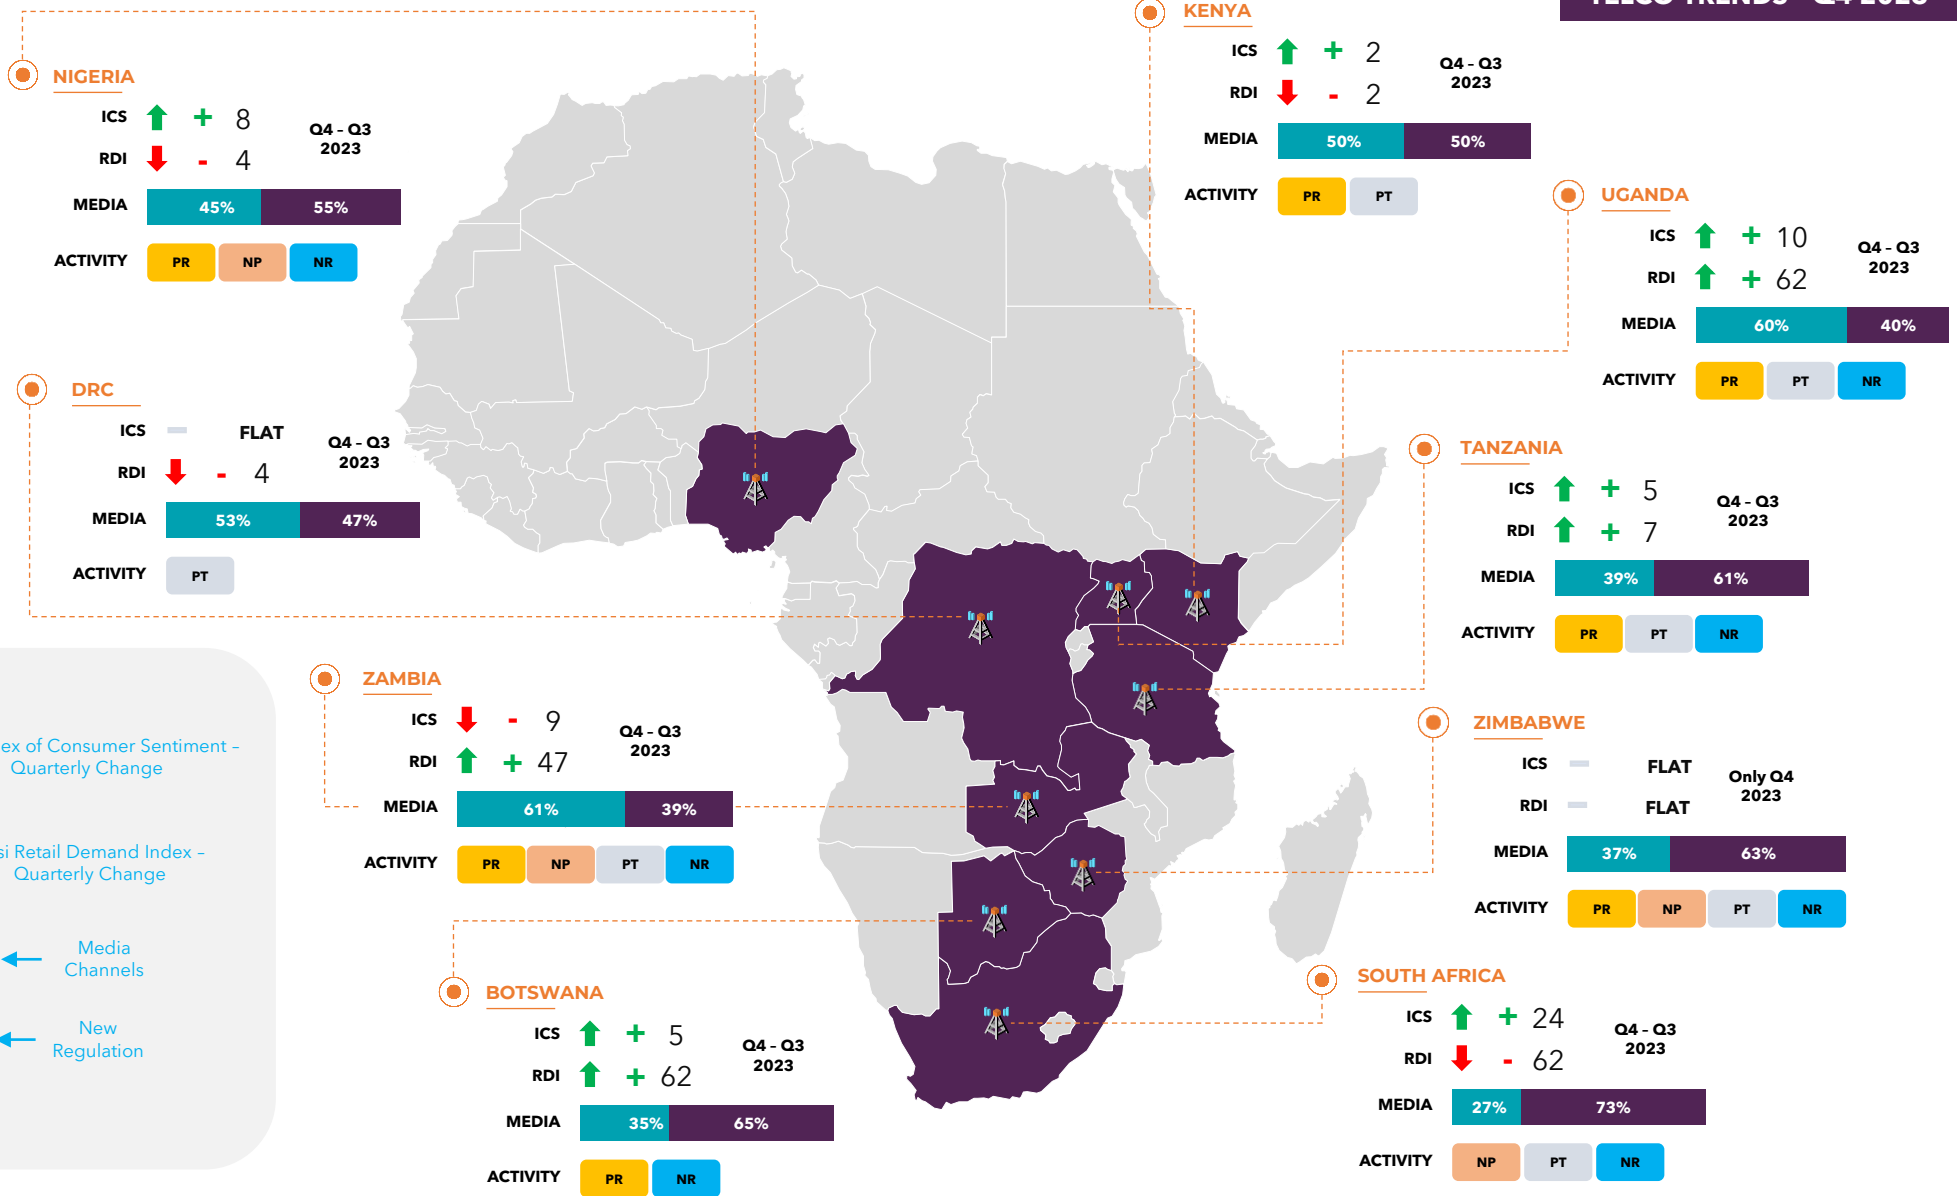 TELCO TRENDS - Q4 2023
NIGERIA
ICS + 8
RDI - 4
Q4 – Q3
2023
MEDIA 45% 55%
ACTIVITY PR NP NR
KENYA
ICS + 2
RDI - 2
Q4 – Q3
2023
MEDIA 50% 50%
ACTIVITY PR PT
UGANDA
ICS + 10
RDI + 62
Q4 – Q3
2023
MEDIA 60% 40%
ACTIVITY PR PT NR
DRC
ICS FLAT
RDI - 4
Q4 – Q3
2023
MEDIA 53% 47%
ACTIVITY PT
TANZANIA
ICS + 5
RDI + 7
Q4 – Q3
2023
MEDIA 39% 61%
ACTIVITY PR PT NR
ZAMBIA
ICS - 9
RDI + 47
Q4 – Q3
2023
MEDIA 61% 39%
ACTIVITY PR NP PT NR
ZIMBABWE
ICS FLAT
RDI FLAT
Only Q4
2023
MEDIA 37% 63%
ACTIVITY PR NP PT NR
of Consumer Sentiment –
Quarterly Change
Retail Demand Index –
Quarterly Change
Media
Channels
New
Regulation
BOTSWANA
ICS + 5
RDI + 62
Q4 – Q3
2023
MEDIA 35% 65%
ACTIVITY PR NR
SOUTH AFRICA
ICS + 24
RDI - 62
Q4 – Q3
2023
MEDIA 27% 73%
ACTIVITY NP PT NR